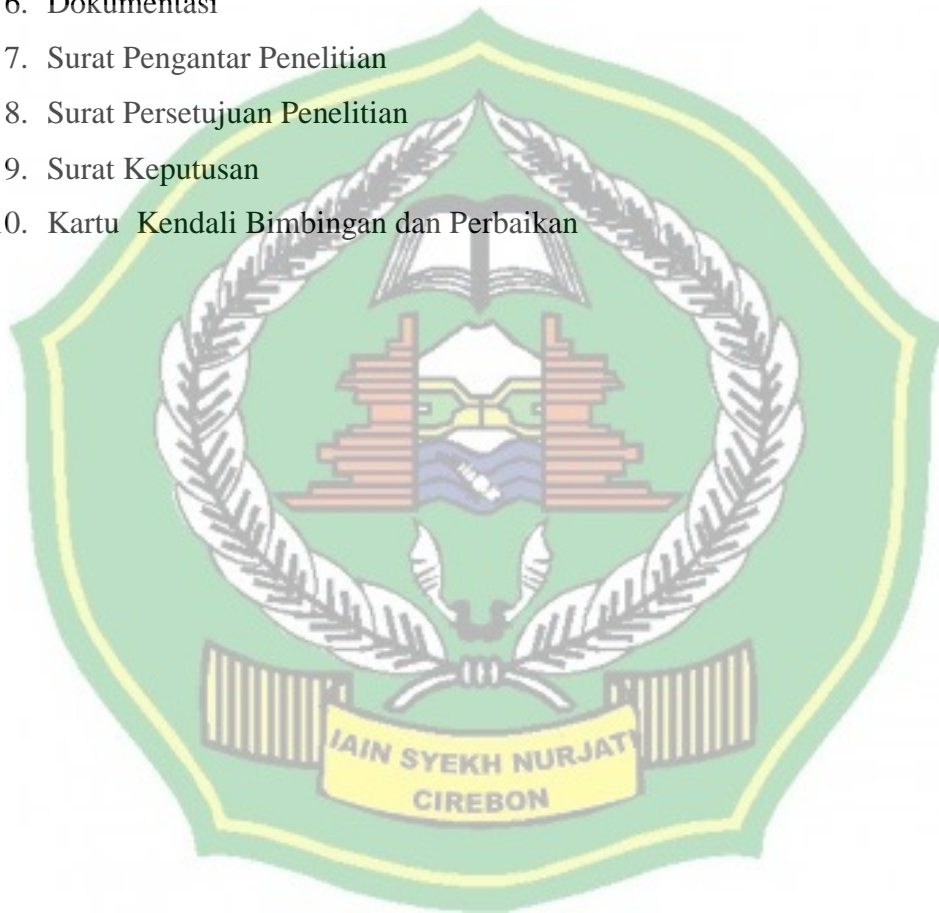 6. Dokumentasi
7. Surat Pengantar Penelitian
8. Surat Persetujuan Penelitian
9. Surat Keputusan
0. Kartu Kendali Bimbingan dan Perbaikan
IAIN SYEKH NURJATI
CIREBON